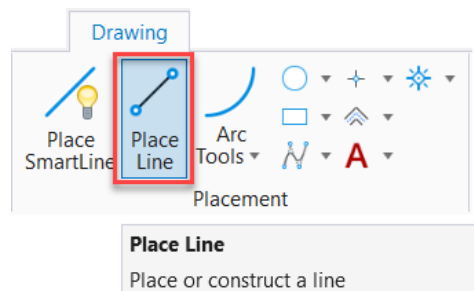 Drawing
Place SmartLine
Place Line
Arc Tools
A
Placement
Place Line
Place or construct a line